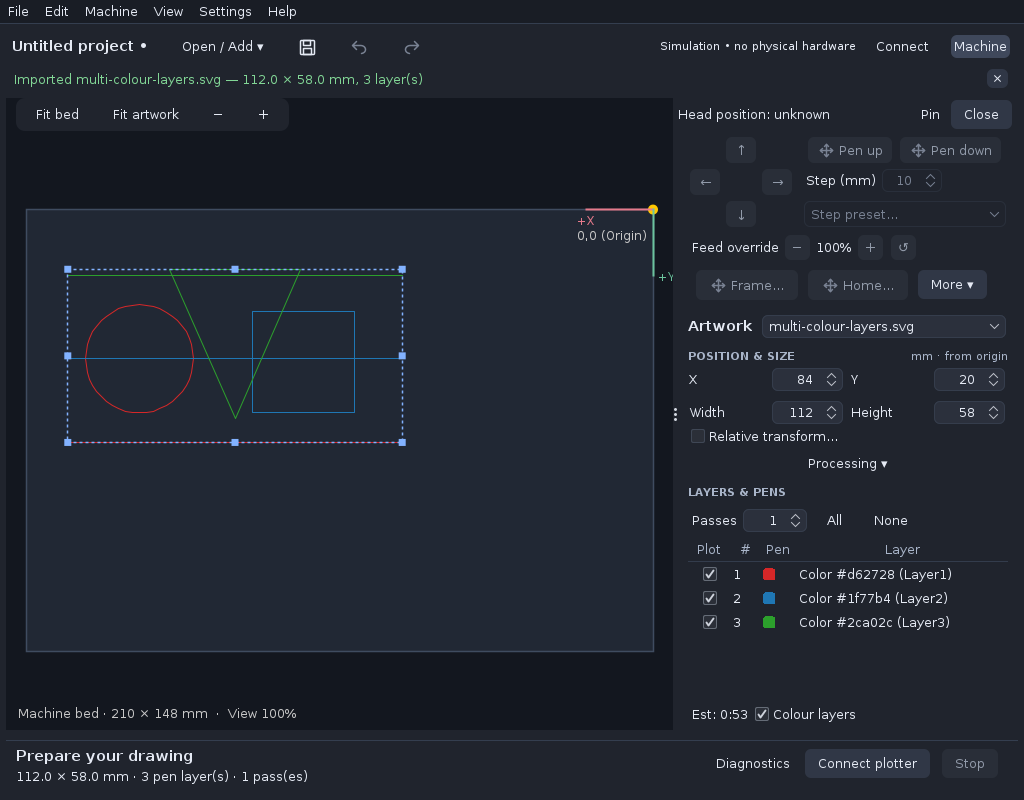 File Edit Machine View Settings Help
Untitled project • Open / Add ▾ Simulation • no physical hardware Connect Machine
Imported multi-colour-layers.svg — 112.0 × 58.0 mm, 3 layer(s) ✕
Fit bed Fit artwork − +
Head position: unknown Pin Close
↑ Pen up Pen down
← → Step (mm) 10
↓ Step preset...
+X
0,0 (Origin)
+Y
Feed override − 100% + ↺
Frame... Home... More ▾
Artwork multi-colour-layers.svg
POSITION & SIZE mm · from origin
X 84 Y 20
Width 112 Height 58
Relative transform...
Processing ▾
LAYERS & PENS
Passes 1 All None
Plot # Pen Layer
1 Color #d62728 (Layer1)
2 Color #1f77b4 (Layer2)
3 Color #2ca02c (Layer3)
Machine bed · 210 × 148 mm · View 100%
Est: 0:53 Colour layers
Prepare your drawing
112.0 × 58.0 mm · 3 pen layer(s) · 1 pass(es)
Diagnostics Connect plotter Stop